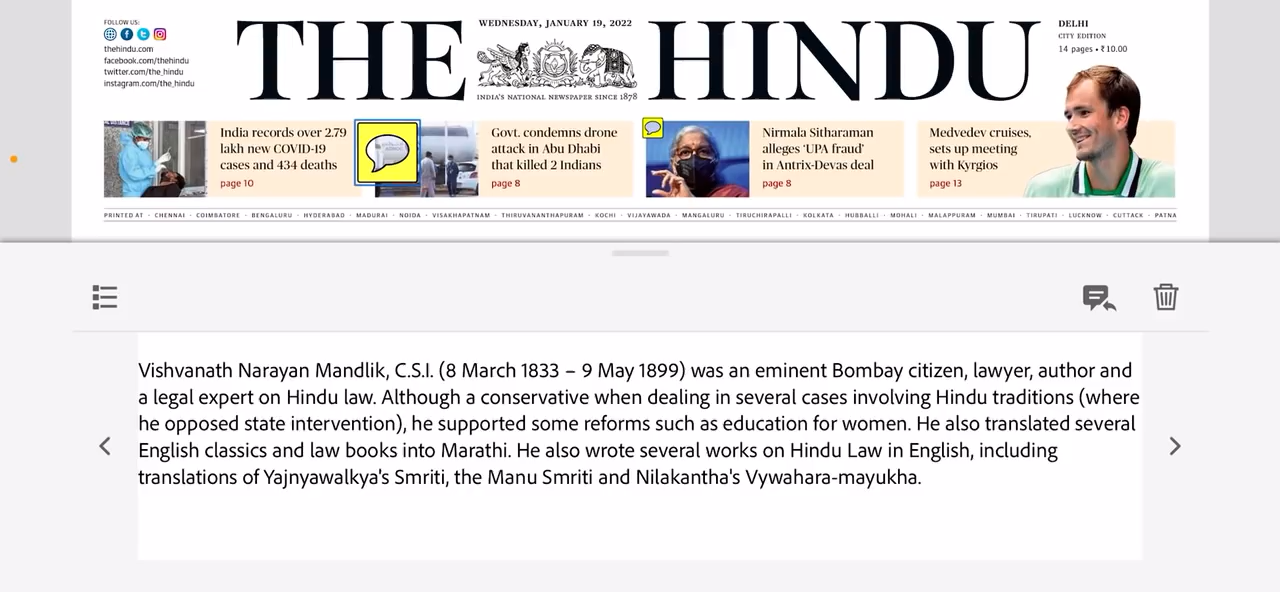 FOLLOW US:
thehindu.com
facebook.com/thehindu
twitter.com/the_hindu
instagram.com/the_hindu
THE HINDU
WEDNESDAY, JANUARY 19, 2022
INDIA'S NATIONAL NEWSPAPER SINCE 1878
DELHI
CITY EDITION
14 pages • ₹10.00
India records over 2.79
lakh new COVID-19
cases and 434 deaths
page 10
Govt. condemns drone
attack in Abu Dhabi
that killed 2 Indians
page 8
Nirmala Sitharaman
alleges ‘UPA fraud’
in Antrix-Devas deal
page 8
Medvedev cruises,
sets up meeting
with Kyrgios
page 13
PRINTED AT · CHENNAI · COIMBATORE · BENGALURU · HYDERABAD · MADURAI · NOIDA · VISAKHAPATNAM · THIRUVANANTHAPURAM · KOCHI · VIJAYAWADA · MANGALURU · TIRUCHIRAPALLI · KOLKATA · HUBBALLI · MOHALI · MALAPPURAM · MUMBAI · TIRUPATI · LUCKNOW · CUTTACK · PATNA
Vishvanath Narayan Mandlik, C.S.I. (8 March 1833 – 9 May 1899) was an eminent Bombay citizen, lawyer, author and
a legal expert on Hindu law. Although a conservative when dealing in several cases involving Hindu traditions (where
he opposed state intervention), he supported some reforms such as education for women. He also translated several
English classics and law books into Marathi. He also wrote several works on Hindu Law in English, including
translations of Yajnyawalkya's Smriti, the Manu Smriti and Nilakantha's Vywahara-mayukha.